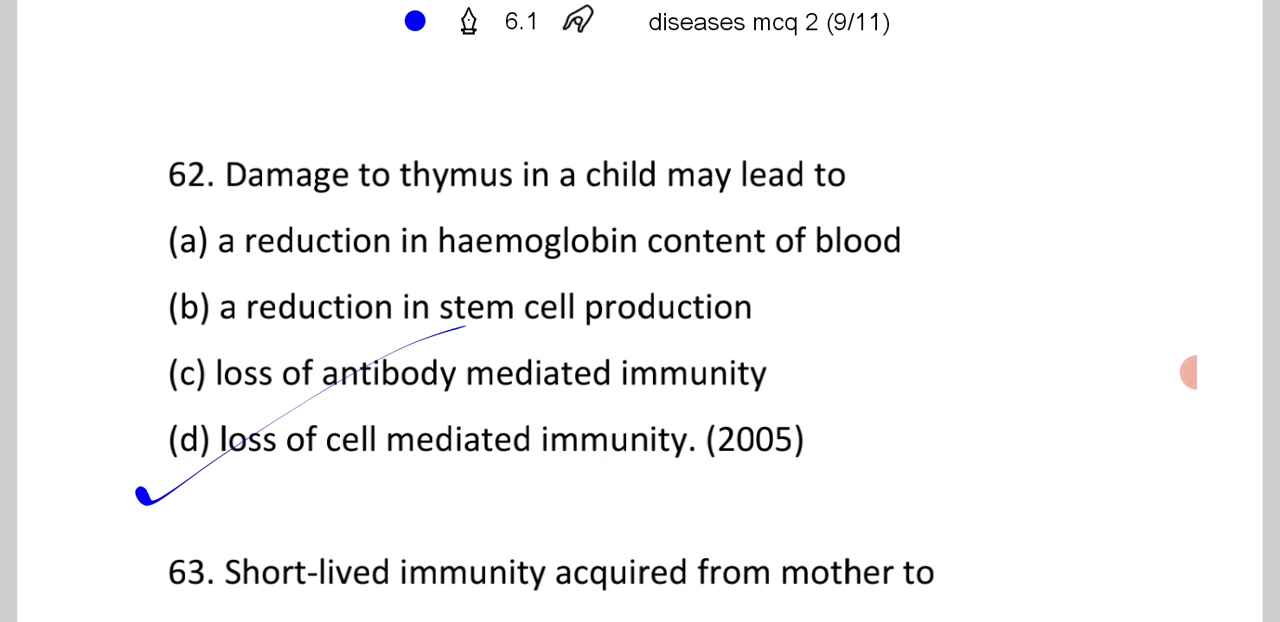 6.1 diseases mcq 2 (9/11)
62. Damage to thymus in a child may lead to
(a) a reduction in haemoglobin content of blood
(b) a reduction in stem cell production
(c) loss of antibody mediated immunity
(d) loss of cell mediated immunity. (2005)
63. Short-lived immunity acquired from mother to